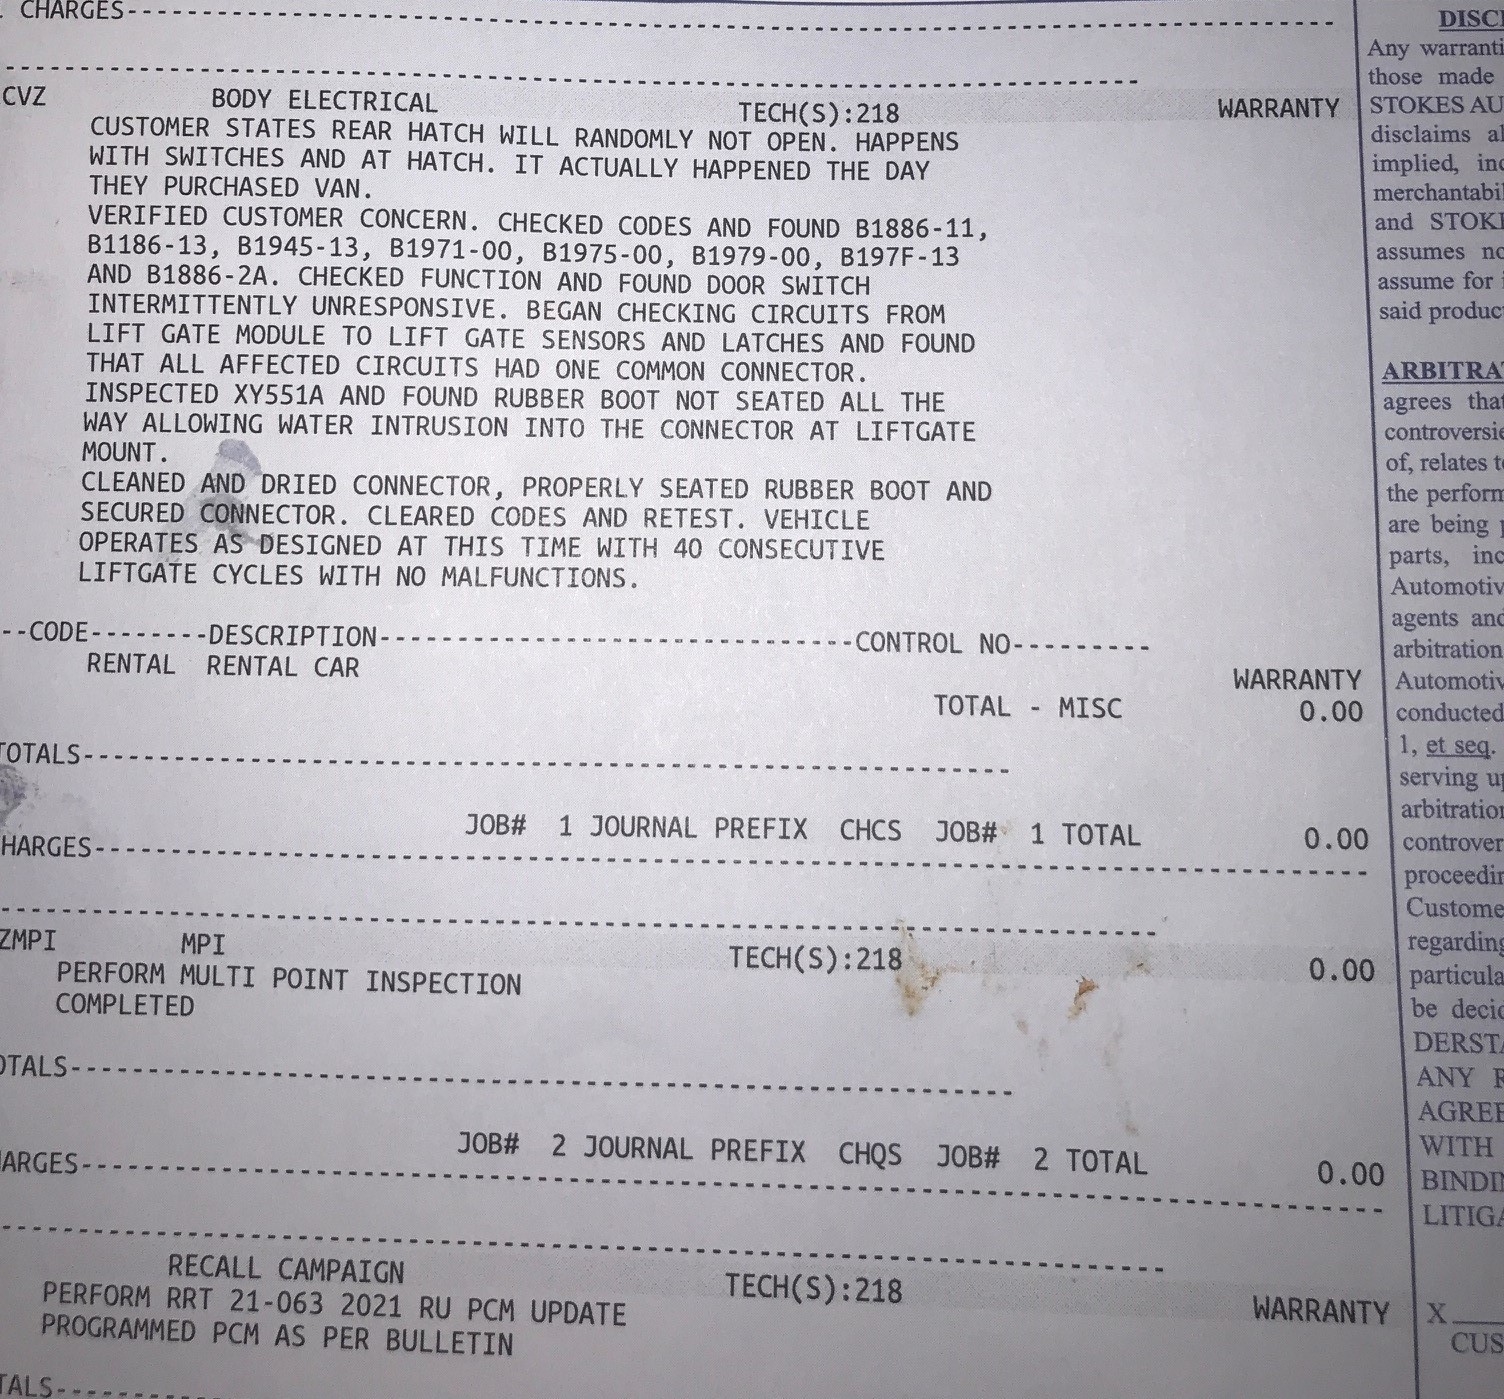 CHARGES
CVZ BODY ELECTRICAL TECH(S):218 WARRANTY
CUSTOMER STATES REAR HATCH WILL RANDOMLY NOT OPEN. HAPPENS
WITH SWITCHES AND AT HATCH. IT ACTUALLY HAPPENED THE DAY
THEY PURCHASED VAN.
VERIFIED CUSTOMER CONCERN. CHECKED CODES AND FOUND B1886-11,
B1186-13, B1945-13, B1971-00, B1975-00, B1979-00, B197F-13
AND B1886-2A. CHECKED FUNCTION AND FOUND DOOR SWITCH
INTERMITTENTLY UNRESPONSIVE. BEGAN CHECKING CIRCUITS FROM
LIFT GATE MODULE TO LIFT GATE SENSORS AND LATCHES AND FOUND
THAT ALL AFFECTED CIRCUITS HAD ONE COMMON CONNECTOR.
INSPECTED XY551A AND FOUND RUBBER BOOT NOT SEATED ALL THE
WAY ALLOWING WATER INTRUSION INTO THE CONNECTOR AT LIFTGATE
MOUNT.
CLEANED AND DRIED CONNECTOR, PROPERLY SEATED RUBBER BOOT AND
SECURED CONNECTOR. CLEARED CODES AND RETEST. VEHICLE
OPERATES AS DESIGNED AT THIS TIME WITH 40 CONSECUTIVE
LIFTGATE CYCLES WITH NO MALFUNCTIONS.
--CODE--------DESCRIPTION-------------------------------CONTROL NO---------
RENTAL RENTAL CAR WARRANTY
TOTAL - MISC 0.00
TOTALS
JOB# 1 JOURNAL PREFIX CHCS JOB# 1 TOTAL 0.00
HARGES
ZMPI MPI TECH(S):218 0.00
PERFORM MULTI POINT INSPECTION
COMPLETED
OTALS
JOB# 2 JOURNAL PREFIX CHQS JOB# 2 TOTAL 0.00
ARGES
RECALL CAMPAIGN TECH(S):218 WARRANTY
PERFORM RRT 21-063 2021 RU PCM UPDATE
PROGRAMMED PCM AS PER BULLETIN
TALS
DISC
Any warranti
those made
STOKES AU
disclaims al
implied, inc
merchantabil
and STOKE
assumes no
assume for i
said product
ARBITRAT
agrees that
controversie
of, relates to
the perform
are being p
parts, inc
Automotiv
agents and
arbitration
Automotiv
conducted
1, et seq.
serving up
arbitration
controver
proceedin
Custome
regarding
particula
be decid
DERSTA
ANY R
AGREE
WITH
BINDIN
LITIGA
X
CUS